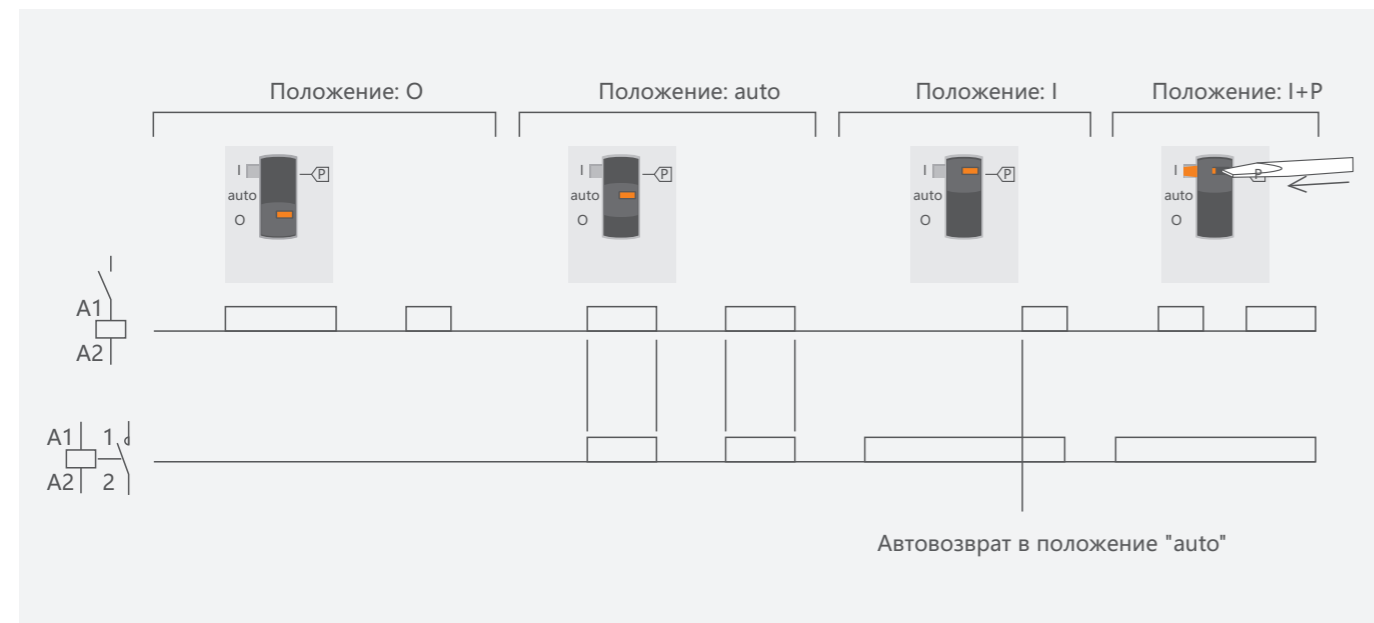 Положение: O
Положение: auto
Положение: I
Положение: I+P
I
P
auto
O
I
P
auto
O
I
P
auto
O
I
P
auto
O
A1
A2
A1 1
A2 2
Автовозврат в положение "auto"